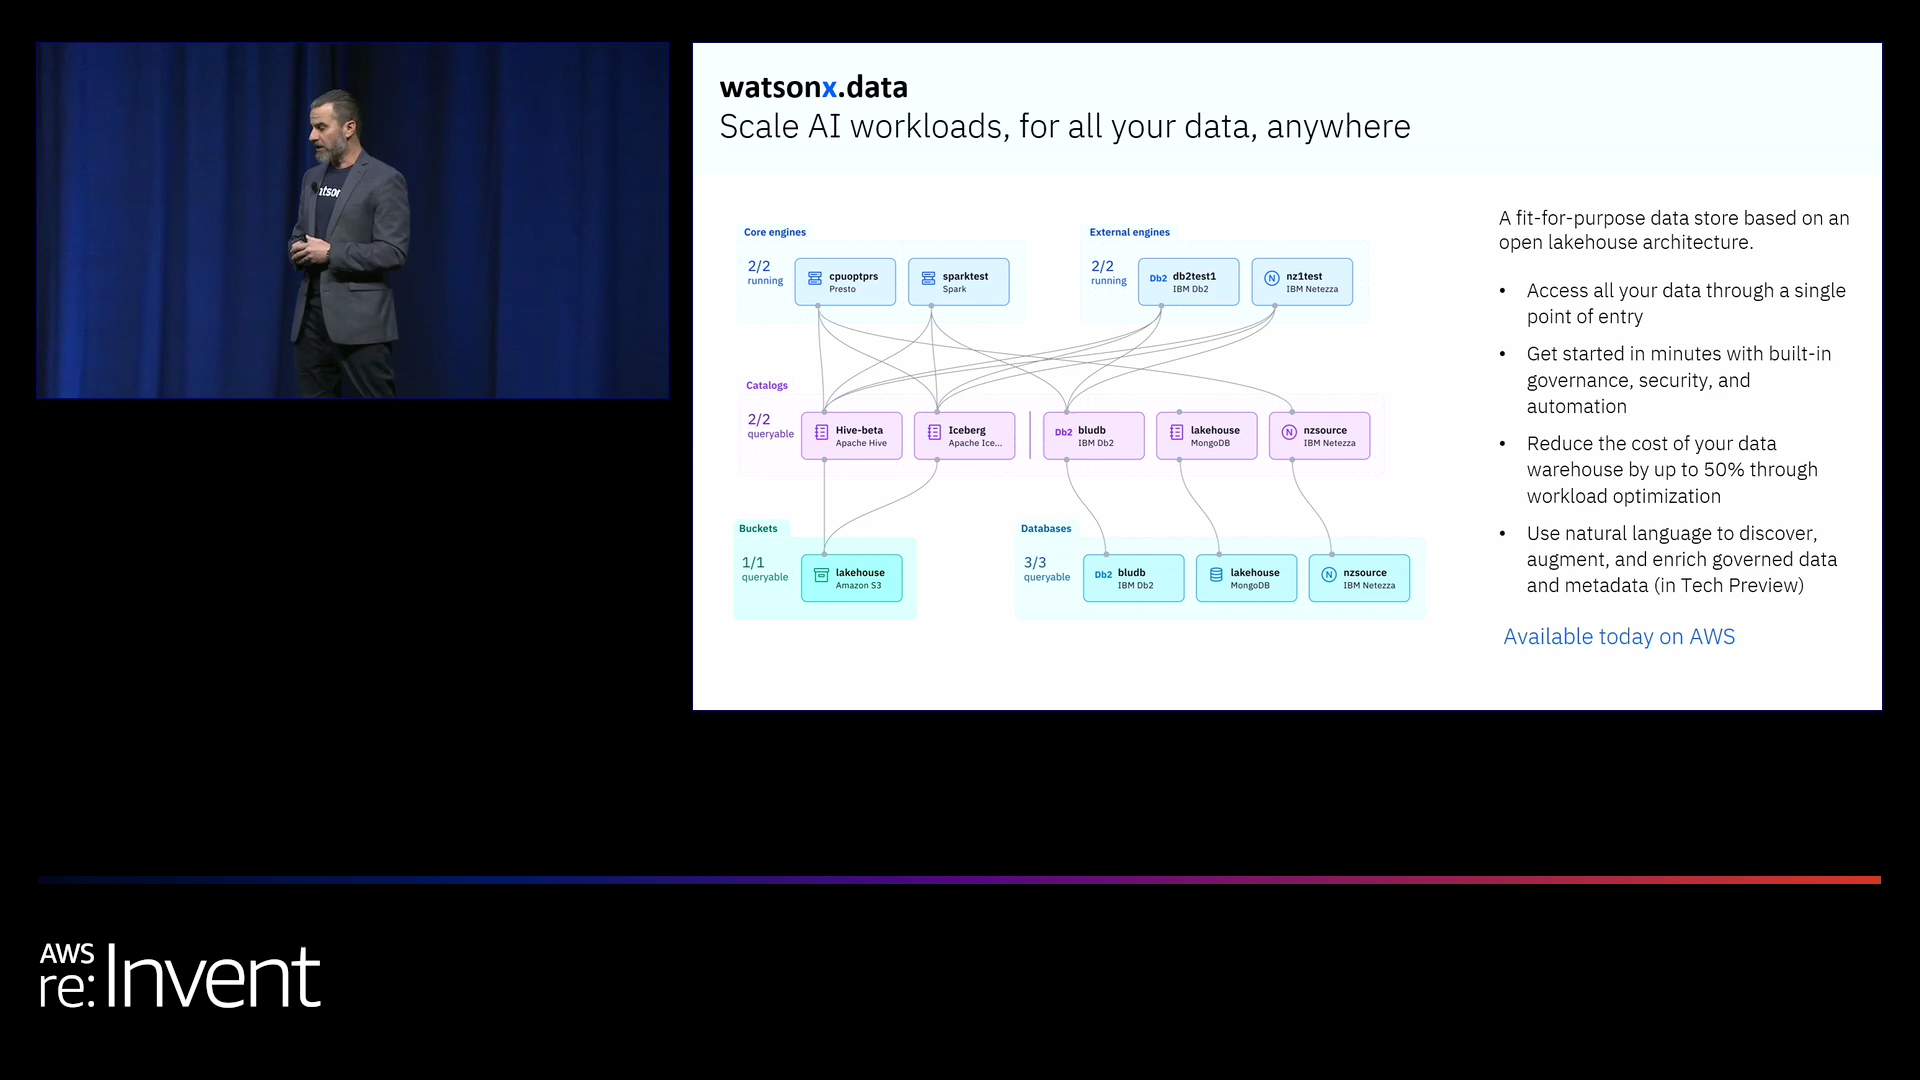 watsonx.data
Scale AI workloads, for all your data, anywhere
Core engines
2/2
running
cpuoptprs
Presto
sparktest
Spark
External engines
2/2
running
Db2
db2test1
IBM Db2
N
nz1test
IBM Netezza
Catalogs
2/2
queryable
Hive-beta
Apache Hive
Iceberg
Apache Ice...
Db2
bludb
IBM Db2
lakehouse
MongoDB
N
nzsource
IBM Netezza
Buckets
1/1
queryable
lakehouse
Amazon S3
Databases
3/3
queryable
Db2
bludb
IBM Db2
lakehouse
MongoDB
N
nzsource
IBM Netezza
A fit-for-purpose data store based on an
open lakehouse architecture.
• Access all your data through a single
point of entry
• Get started in minutes with built-in
governance, security, and
automation
• Reduce the cost of your data
warehouse by up to 50% through
workload optimization
• Use natural language to discover,
augment, and enrich governed data
and metadata (in Tech Preview)
Available today on AWS
AWS
re:Invent